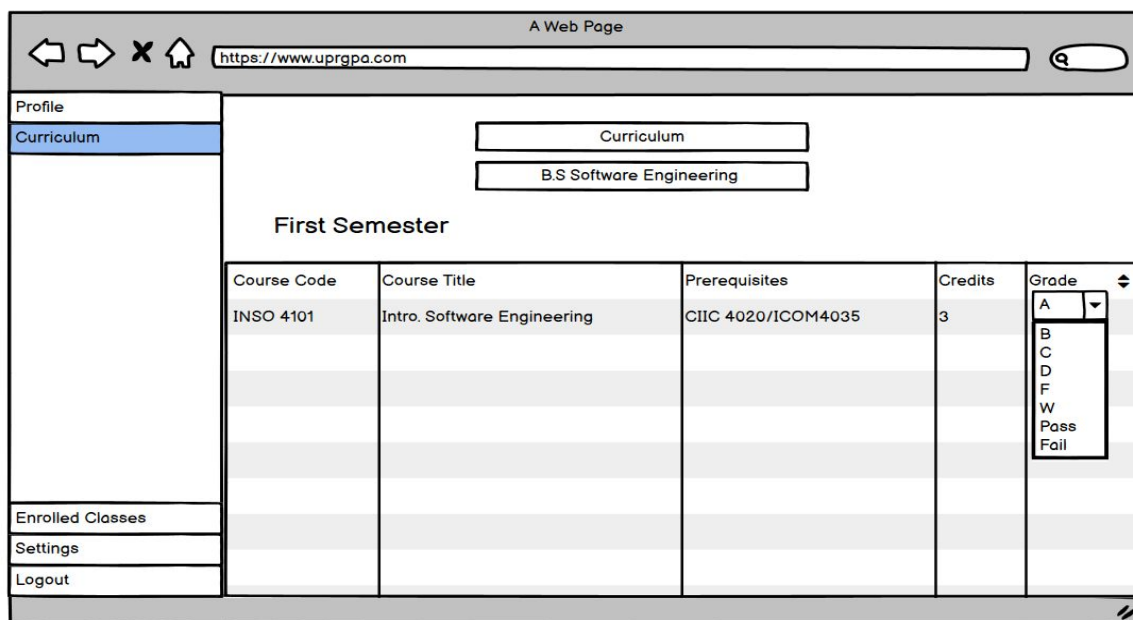 A Web Page
https://www.uprgpa.com
Profile
Curriculum
Curriculum
B.S Software Engineering
First Semester
Course Code Course Title Prerequisites Credits Grade
INSO 4101 Intro. Software Engineering CIIC 4020/ICOM4035 3 A
B
C
D
F
W
Pass
Fail
Enrolled Classes
Settings
Logout